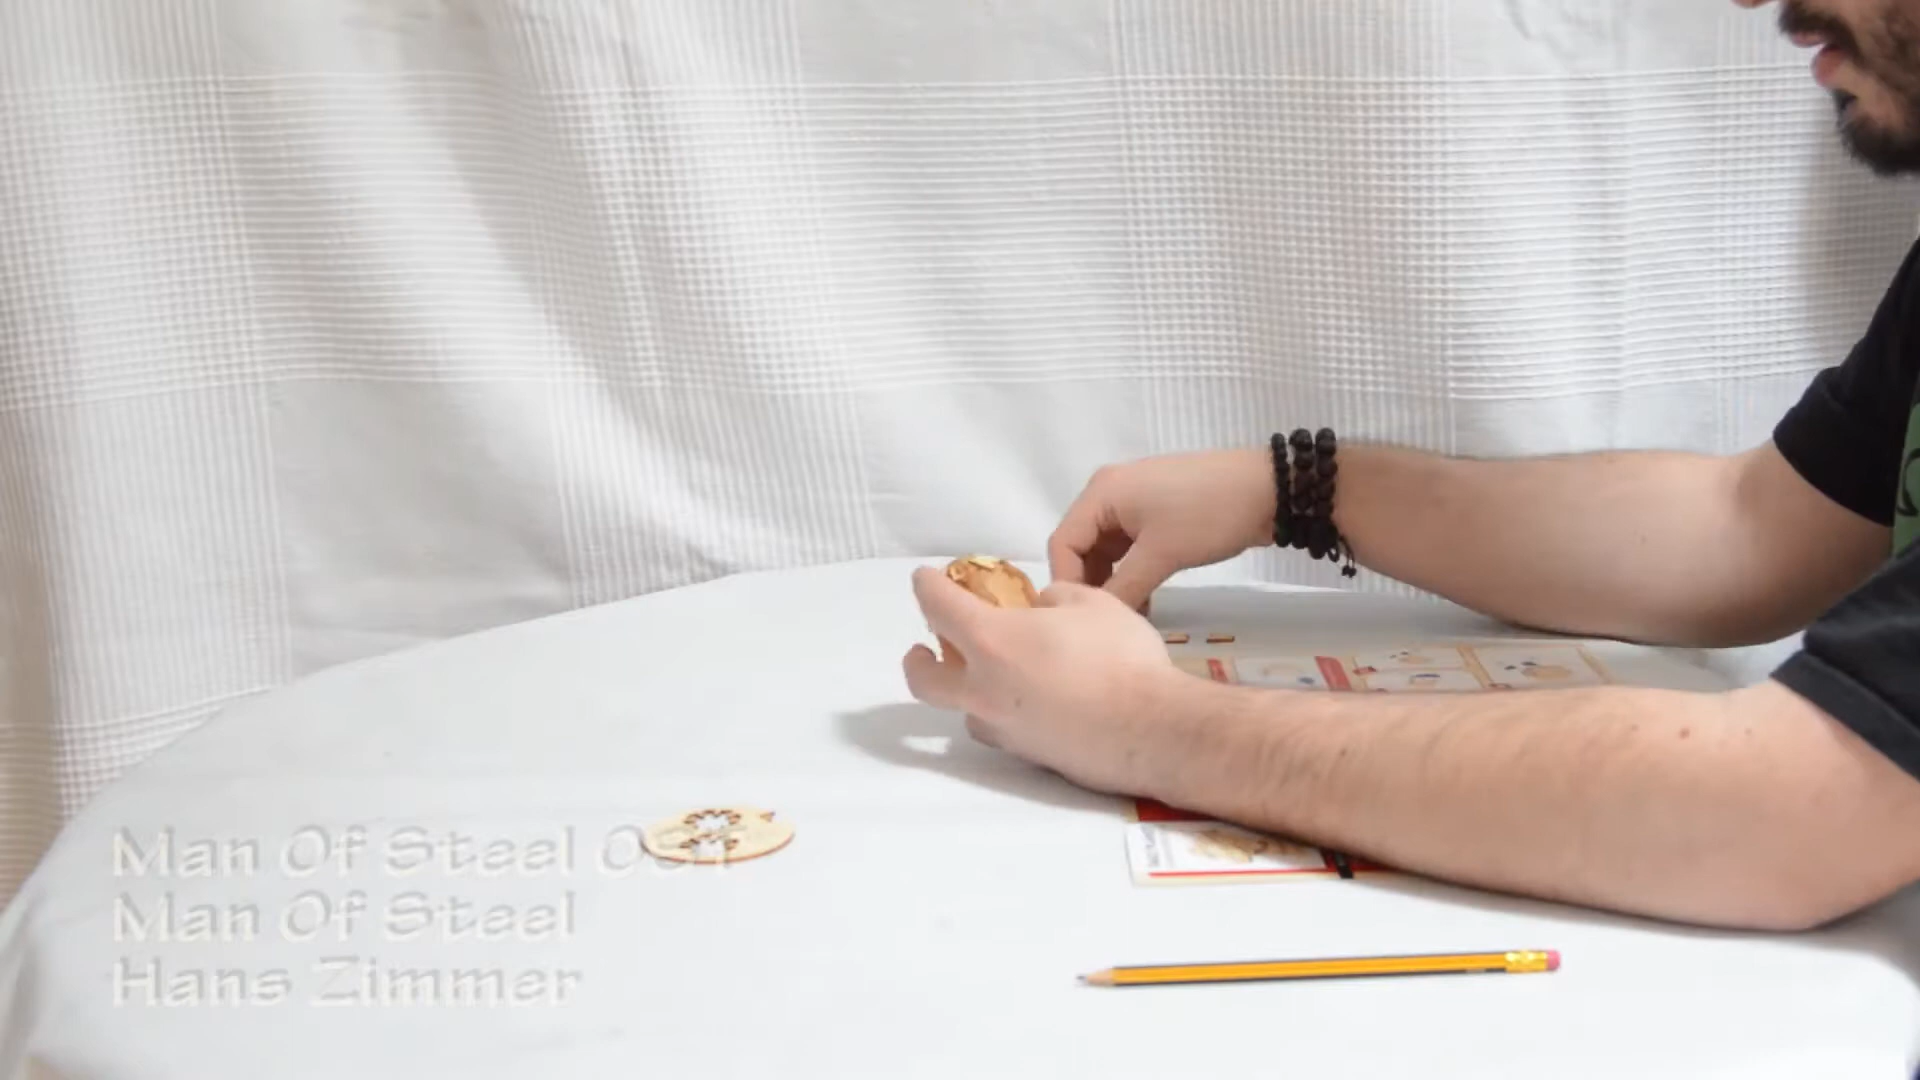 Man Of Steel OST
Man Of Steel
Hans Zimmer